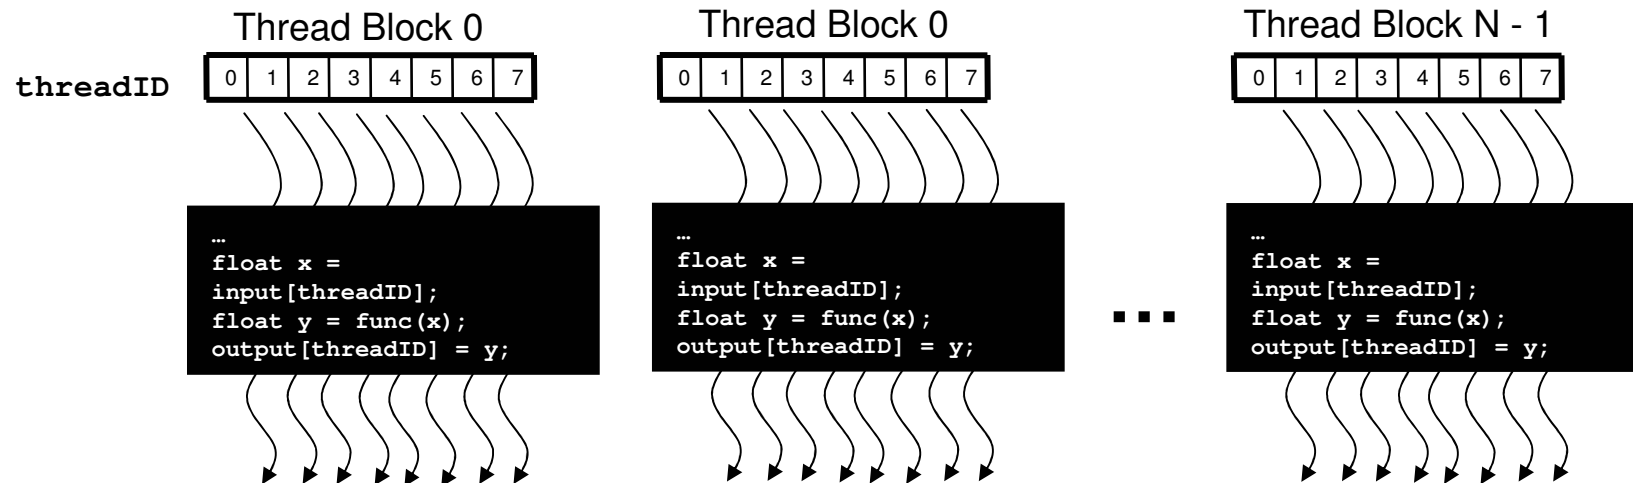 Thread Block 0
Thread Block 0
Thread Block N - 1
threadID
0 1 2 3 4 5 6 7
0 1 2 3 4 5 6 7
0 1 2 3 4 5 6 7
…
float x =
input[threadID];
float y = func(x);
output[threadID] = y;
…
float x =
input[threadID];
float y = func(x);
output[threadID] = y;
...
…
float x =
input[threadID];
float y = func(x);
output[threadID] = y;